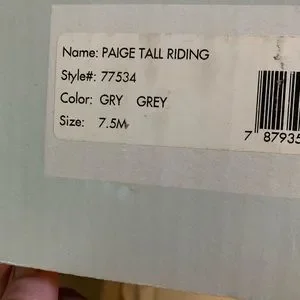 Name: PAIGE TALL RIDING
Style#: 77534
Color: GRY GREY
Size: 7.5M
7 87935